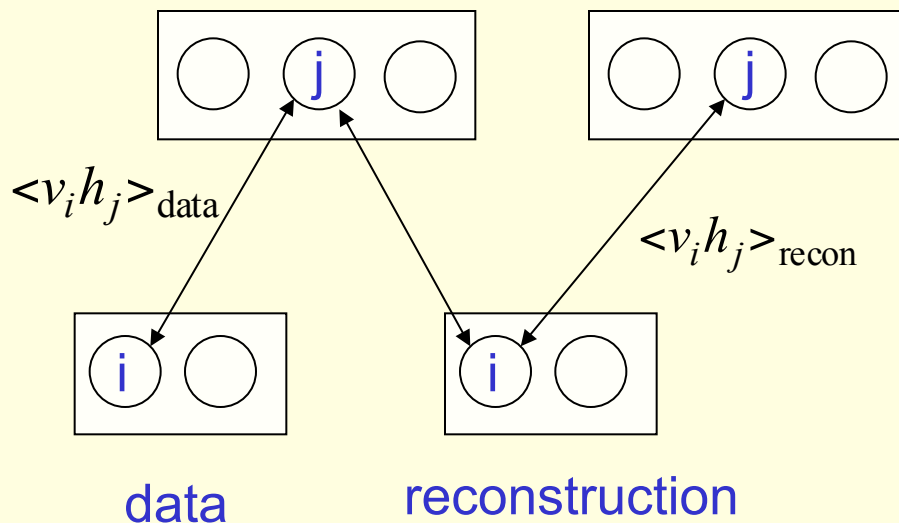 j j
<v_i h_j>_data
<v_i h_j>_recon
i i
data reconstruction